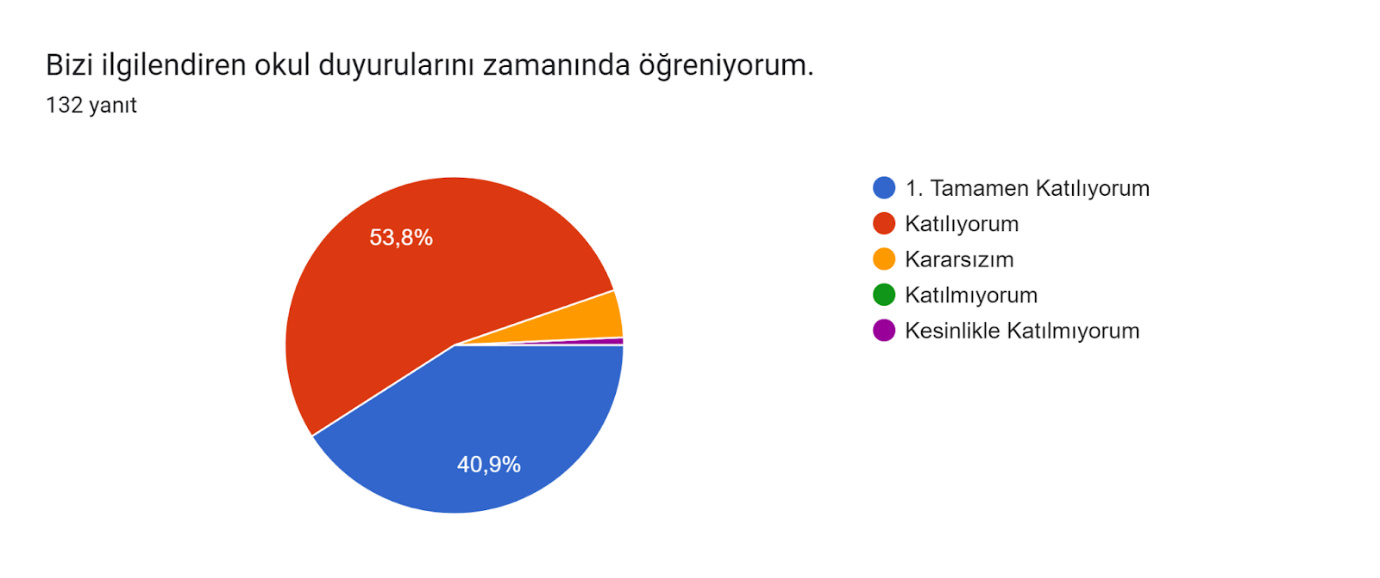 Bizi ilgilendiren okul duyurularını zamanında öğreniyorum.
132 yanıt
53,8%
40,9%
1. Tamamen Katılıyorum
Katılıyorum
Kararsızım
Katılmıyorum
Kesinlikle Katılmıyorum